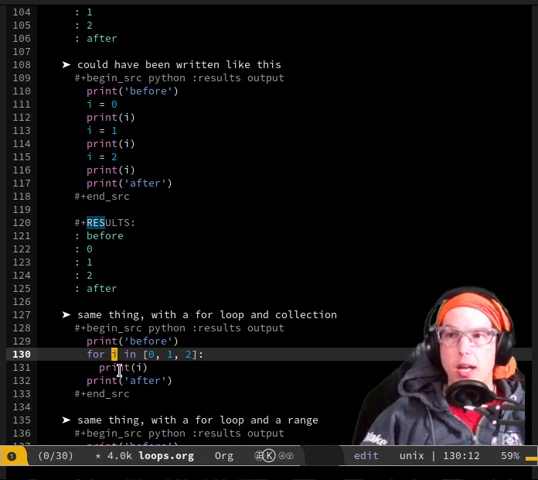 104 : 1
105 : 2
106 : after
107
108 ➤ could have been written like this
109 #+begin_src python :results output
110 print('before')
111 i = 0
112 print(i)
113 i = 1
114 print(i)
115 i = 2
116 print(i)
117 print('after')
118 #+end_src
119
120 #+RESULTS:
121 : before
122 : 0
123 : 1
124 : 2
125 : after
126
127 ➤ same thing, with a for loop and collection
128 #+begin_src python :results output
129 print('before')
130 for i in [0, 1, 2]:
131 print(i)
132 print('after')
133 #+end_src
134
135 ➤ same thing, with a for loop and a range
136 #+begin_src python :results output
1 (0/30) * 4.0k loops.org Org K edit unix | 130:12 59%